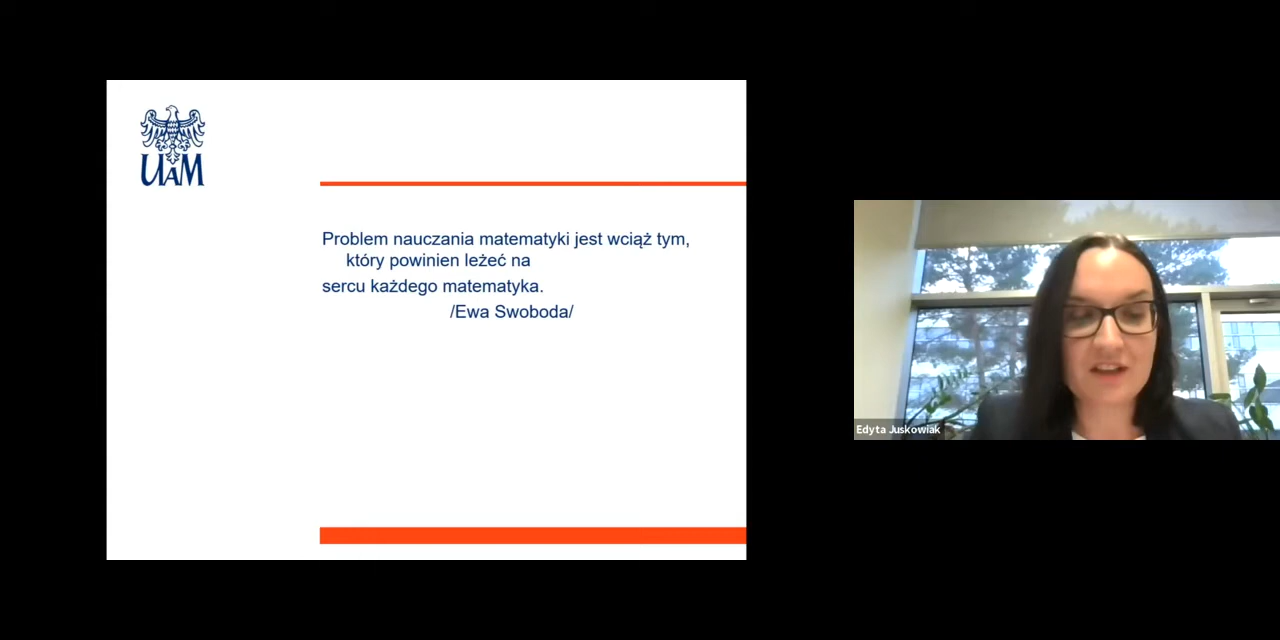 UAM
Problem nauczania matematyki jest wciąż tym,
który powinien leżeć na
sercu każdego matematyka.
/Ewa Swoboda/
Edyta Juskowiak